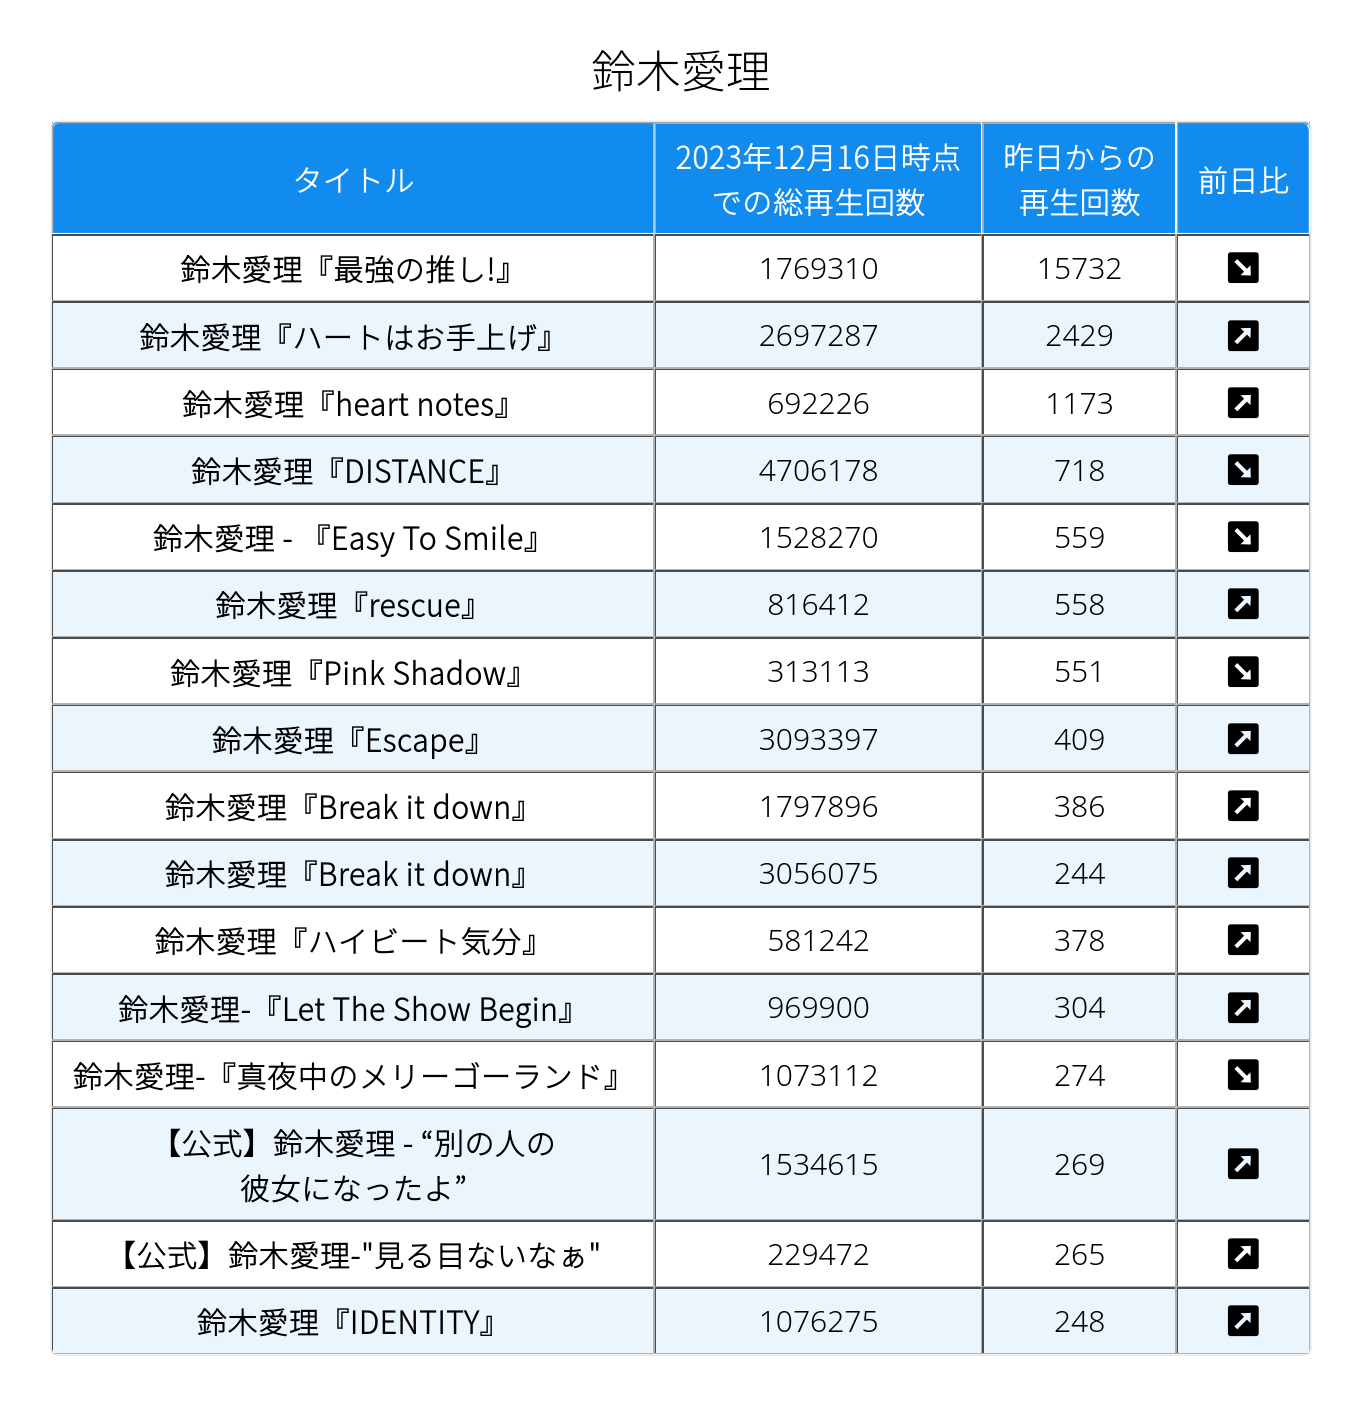 鈴木愛理
タイトル 2023年12月16日時点 昨日からの 前日比
での総再生回数 再生回数
鈴木愛理『最強の推し!』 1769310 15732
鈴木愛理『ハートはお手上げ』 2697287 2429
鈴木愛理『heart notes』 692226 1173
鈴木愛理『DISTANCE』 4706178 718
鈴木愛理 - 『Easy To Smile』 1528270 559
鈴木愛理『rescue』 816412 558
鈴木愛理『Pink Shadow』 313113 551
鈴木愛理『Escape』 3093397 409
鈴木愛理『Break it down』 1797896 386
鈴木愛理『Break it down』 3056075 244
鈴木愛理『ハイビート気分』 581242 378
鈴木愛理-『Let The Show Begin』 969900 304
鈴木愛理-『真夜中のメリーゴーランド』 1073112 274
【公式】鈴木愛理 - “別の人の
彼女になったよ” 1534615 269
【公式】鈴木愛理-"見る目ないなぁ" 229472 265
鈴木愛理『IDENTITY』 1076275 248